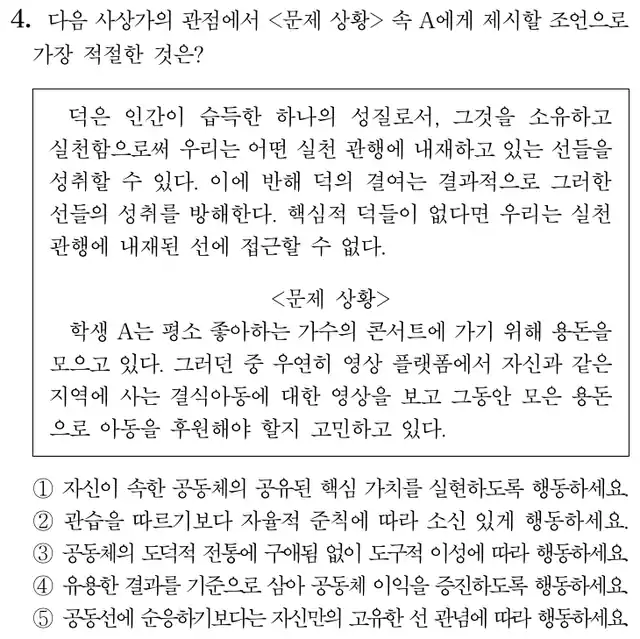 4. 다음 사상가의 관점에서 <문제 상황> 속 A에게 제시할 조언으로
가장 적절한 것은?
덕은 인간이 습득한 하나의 성질로서, 그것을 소유하고
실천함으로써 우리는 어떤 실천 관행에 내재하고 있는 선들을
성취할 수 있다. 이에 반해 덕의 결여는 결과적으로 그러한
선들의 성취를 방해한다. 핵심적 덕들이 없다면 우리는 실천
관행에 내재된 선에 접근할 수 없다.
<문제 상황>
학생 A는 평소 좋아하는 가수의 콘서트에 가기 위해 용돈을
모으고 있다. 그러던 중 우연히 영상 플랫폼에서 자신과 같은
지역에 사는 결식아동에 대한 영상을 보고 그동안 모은 용돈
으로 아동을 후원해야 할지 고민하고 있다.
① 자신이 속한 공동체의 공유된 핵심 가치를 실현하도록 행동하세요.
② 관습을 따르기보다 자율적 준칙에 따라 소신 있게 행동하세요.
③ 공동체의 도덕적 전통에 구애됨 없이 도구적 이성에 따라 행동하세요.
④ 유용한 결과를 기준으로 삼아 공동체 이익을 증진하도록 행동하세요.
⑤ 공동선에 순응하기보다는 자신만의 고유한 선 관념에 따라 행동하세요.